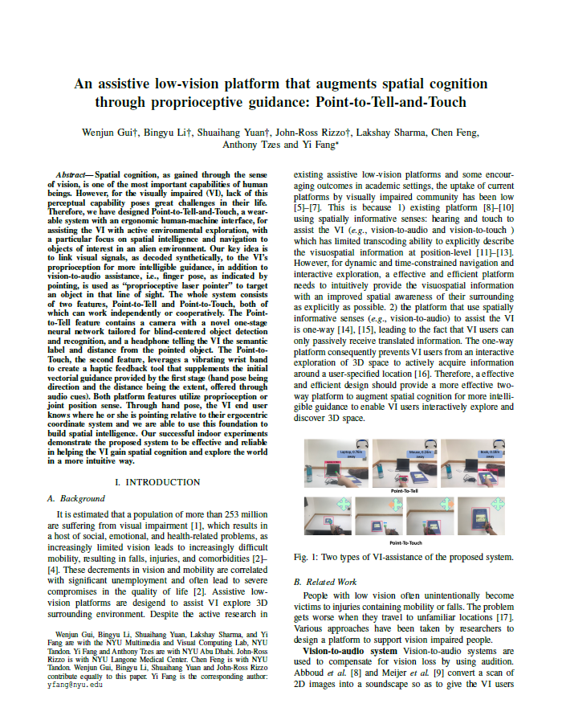 An assistive low-vision platform that augments spatial cognition
through proprioceptive guidance: Point-to-Tell-and-Touch
Wenjun Gui†, Bingyu Li†, Shuaihang Yuan†, John-Ross Rizzo†, Lakshay Sharma, Chen Feng,
Anthony Tzes and Yi Fang*
Abstract—Spatial cognition, as gained through the sense
of vision, is one of the most important capabilities of human
beings. However, for the visually impaired (VI), lack of this
perceptual capability poses great challenges in their life.
Therefore, we have designed Point-to-Tell-and-Touch, a wear-
able system with an ergonomic human-machine interface, for
assisting the VI with active environmental exploration, with
a particular focus on spatial intelligence and navigation to
objects of interest in an alien environment. Our key idea is
to link visual signals, as decoded synthetically, to the VI's
proprioception for more intelligible guidance, in addition to
vision-to-audio assistance, i.e., finger pose, as indicated by
pointing, is used as “proprioceptive laser pointer” to target
an object in that line of sight. The whole system consists
of two features, Point-to-Tell and Point-to-Touch, both of
which can work independently or cooperatively. The Point-
to-Tell feature contains a camera with a novel one-stage
neural network tailored for blind-centered object detection
and recognition, and a headphone telling the VI the semantic
label and distance from the pointed object. The Point-to-
Touch, the second feature, leverages a vibrating wrist band
to create a haptic feedback tool that supplements the initial
vectorial guidance provided by the first stage (hand pose being
direction and the distance being the extent, offered through
audio cues). Both platform features utilize proprioception or
joint position sense. Through hand pose, the VI end user
knows where he or she is pointing relative to their egocentric
coordinate system and we are able to use this foundation to
build spatial intelligence. Our successful indoor experiments
demonstrate the proposed system to be effective and reliable
in helping the VI gain spatial cognition and explore the world
in a more intuitive way.
I. INTRODUCTION
A. Background
It is estimated that a population of more than 253 million
are suffering from visual impairment [1], which results in
a host of social, emotional, and health-related problems, as
increasingly limited vision leads to increasingly difficult
mobility, resulting in falls, injuries, and comorbidities [2]–
[4]. These decrements in vision and mobility are correlated
with significant unemployment and often lead to severe
compromises in the quality of life [2]. Assistive low-
vision platforms are desigend to assist VI explore 3D
surrounding environment. Despite the active research in
Wenjun Gui, Bingyu Li, Shuaihang Yuan, Lakshay Sharma, and Yi
Fang are with the NYU Multimedia and Visual Computing Lab, NYU
Tandon. Yi Fang and Anthony Tzes are with NYU Abu Dhabi. John-Ross
Rizzo is with NYU Langone Medical Center. Chen Feng is with NYU
Tandon. Wenjun Gui, Bingyu Li, Shuaihang Yuan and John-Ross Rizzo
contribute equally to this paper. Yi Fang is the corresponding author:
yfang@nyu.edu
existing assistive low-vision platforms and some encour-
aging outcomes in academic settings, the uptake of current
platforms by visually impaired community has been low
[5]–[7]. This is because 1) existing platform [8]–[10]
using spatially informative senses: hearing and touch to
assist the VI (e.g., vision-to-audio and vision-to-touch )
which has limited transcoding ability to explicitly describe
the visuospatial information at position-level [11]–[13].
However, for dynamic and time-constrained navigation and
interactive exploration, a effective and efficient platform
needs to intuitively provide the visuospatial information
with an improved spatial awareness of their surrounding
as explicitly as possible. 2) the platform that use spatially
informative senses (e.g., vision-to-audio) to assist the VI
is one-way [14], [15], leading to the fact that VI users can
only passively receive translated information. The one-way
platform consequently prevents VI users from an interactive
exploration of 3D space to actively acquire information
around a user-specified location [16]. Therefore, a effective
and efficient design should provide a more effective two-
way platform to augment spatial cognition for more intelli-
gible guidance to enable VI users interactively explore and
discover 3D space.
Point-To-Tell
Point-To-Touch
Fig. 1: Two types of VI-assistance of the proposed system.
B. Related Work
People with low vision often unintentionally become
victims to injuries containing mobility or falls. The problem
gets worse when they travel to unfamiliar locations [17].
Various approaches have been taken by researchers to
design a platform to support vision impaired people.
Vision-to-audio system Vision-to-audio systems are
used to compensate for vision loss by using audition.
Abboud et al. [8] and Meijer et al. [9] convert a scan of
2D images into a soundscape so as to give the VI users